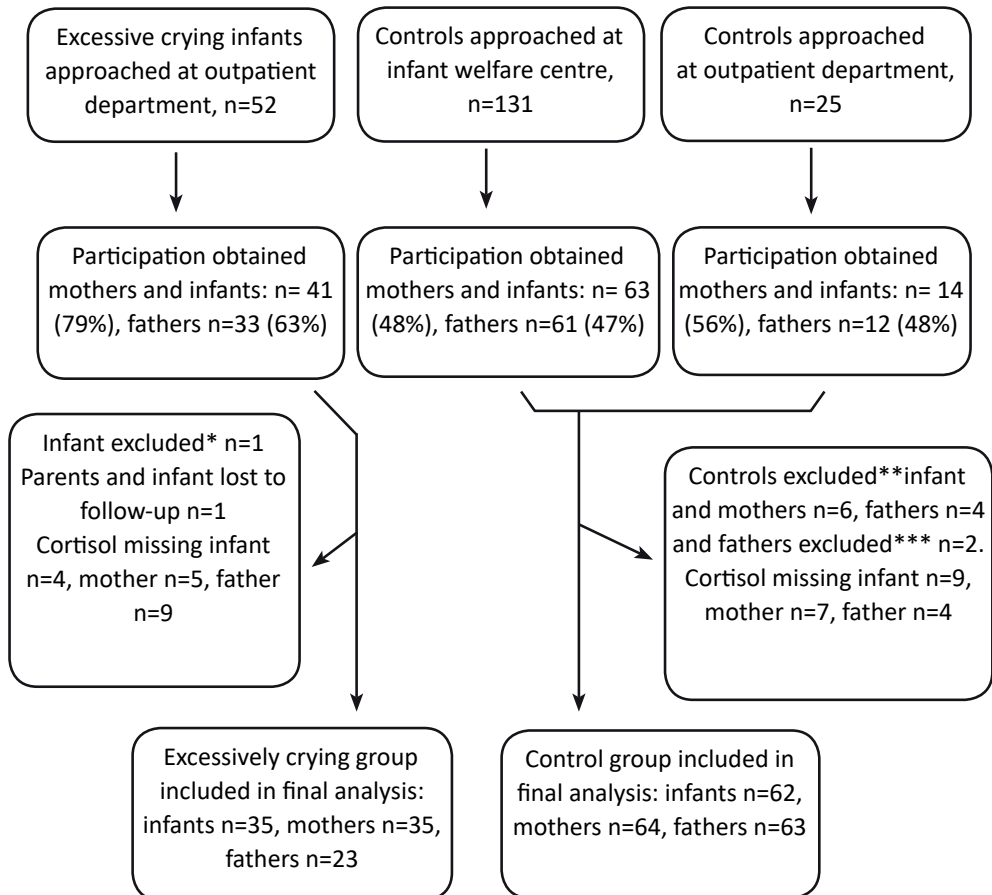 Excessive crying infants
approached at outpatient
department, n=52
Controls approached at
infant welfare centre,
n=131
Controls approached
at outpatient department,
n=25
Participation obtained
mothers and infants: n= 41
(79%), fathers n=33 (63%)
Participation obtained
mothers and infants: n= 63
(48%), fathers n=61 (47%)
Participation obtained
mothers and infants: n= 14
(56%), fathers n=12 (48%)
Infant excluded* n=1
Parents and infant lost to
follow-up n=1
Cortisol missing infant
n=4, mother n=5, father
n=9
Controls excluded**infant
and mothers n=6, fathers n=4
and fathers excluded*** n=2.
Cortisol missing infant n=9,
mother n=7, father n=4
Excessively crying group
included in final analysis:
infants n=35, mothers n=35,
fathers n=23
Control group included in
final analysis: infants n=62,
mothers n=64, fathers n=63